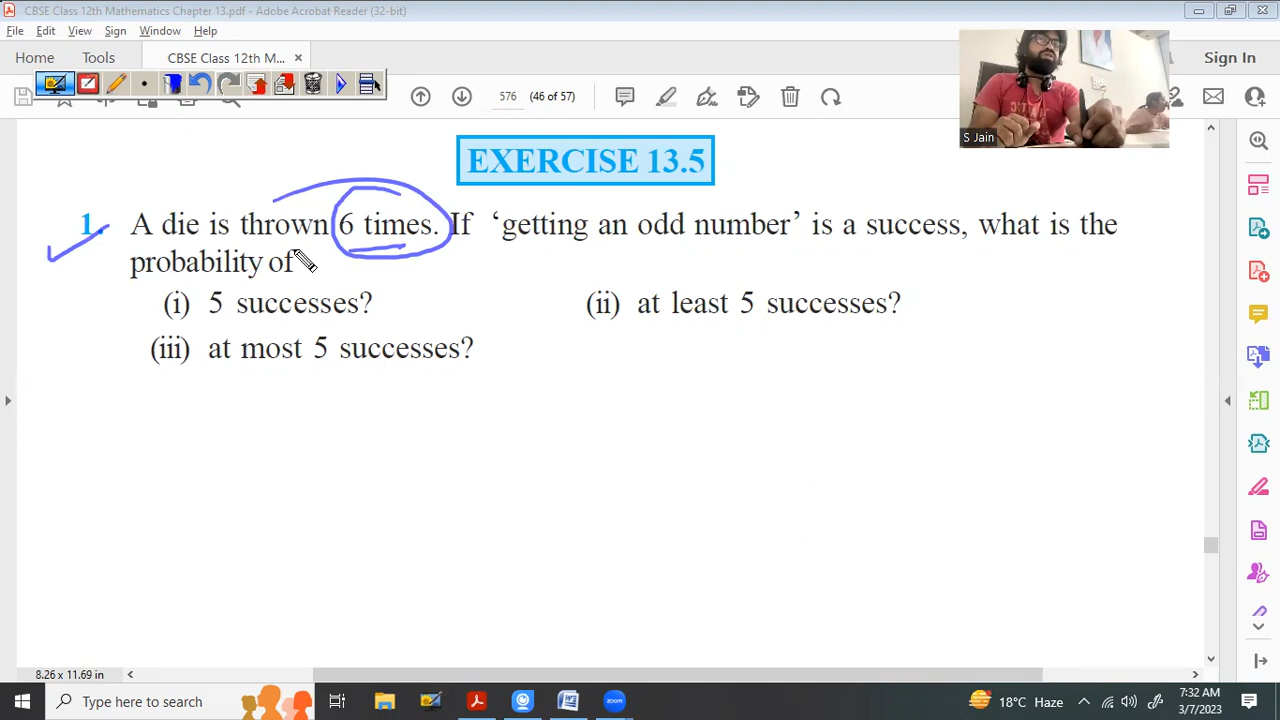 CBSE Class 12th Mathematics Chapter 13.pdf - Adobe Acrobat Reader (32-bit)
File Edit View Sign Window Help
Home Tools CBSE Class 12th M... × Sign In
576 (46 of 57)
S Jain
EXERCISE 13.5
1. A die is thrown 6 times. If ‘getting an odd number’ is a success, what is the
probability of
(i) 5 successes? (ii) at least 5 successes?
(iii) at most 5 successes?
8.26 x 11.69 in
Type here to search
zoom
18°C Haze
7:32 AM
3/7/2023